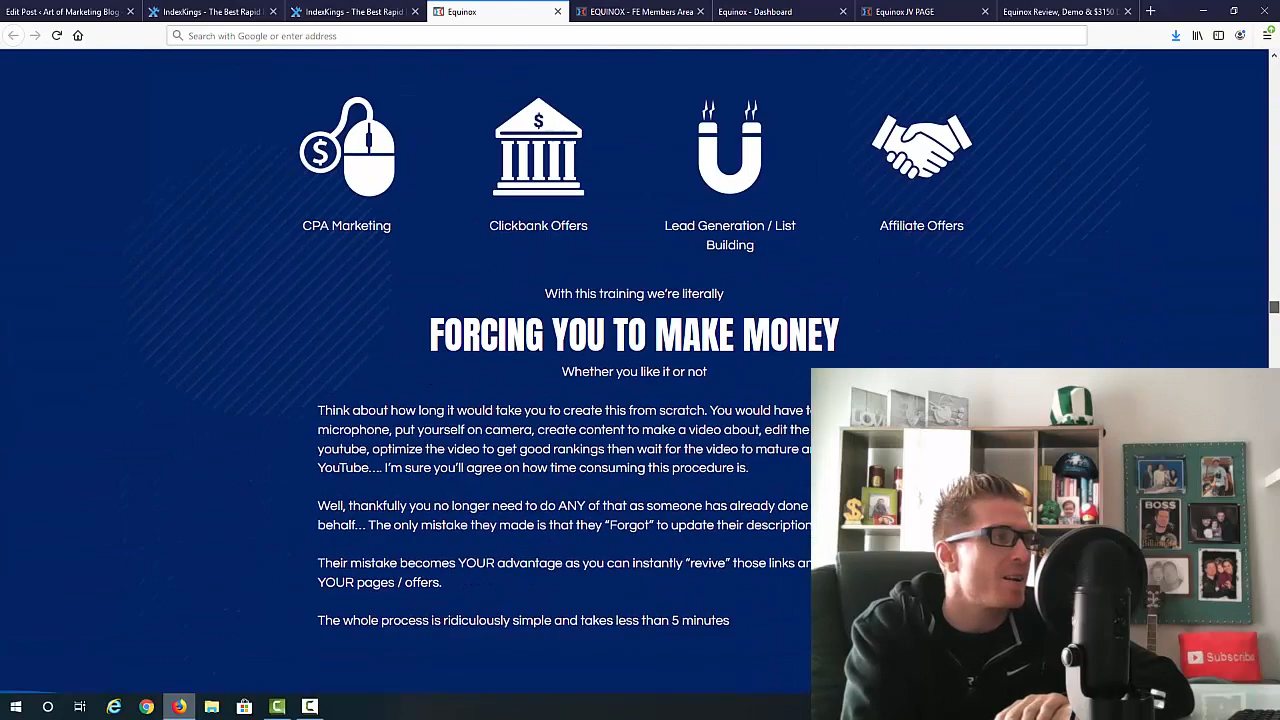 Edit Post ‹ Art of Marketing Blog
IndexKings - The Best Rapid
IndexKings - The Best Rapid
Equinox
EQUINOX - FE Members Area
Equinox - Dashboard
Equinox JV PAGE
Equinox Review, Demo & $3150
Search with Google or enter address
CPA Marketing
Clickbank Offers
Lead Generation / List
Building
Affiliate Offers
With this training we're literally
FORCING YOU TO MAKE MONEY
Whether you like it or not
Think about how long it would take you to create this from scratch. You would have
microphone, put yourself on camera, create content to make a video about, edit the
youtube, optimize the video to get good rankings then wait for the video to mature
YouTube…. I'm sure you'll agree on how time consuming this procedure is.
Well, thankfully you no longer need to do ANY of that as someone has already done
behalf… The only mistake they made is that they “Forgot” to update their description
Their mistake becomes YOUR advantage as you can instantly “revive” those links
YOUR pages / offers.
The whole process is ridiculously simple and takes less than 5 minutes
BOSS
Subscribe